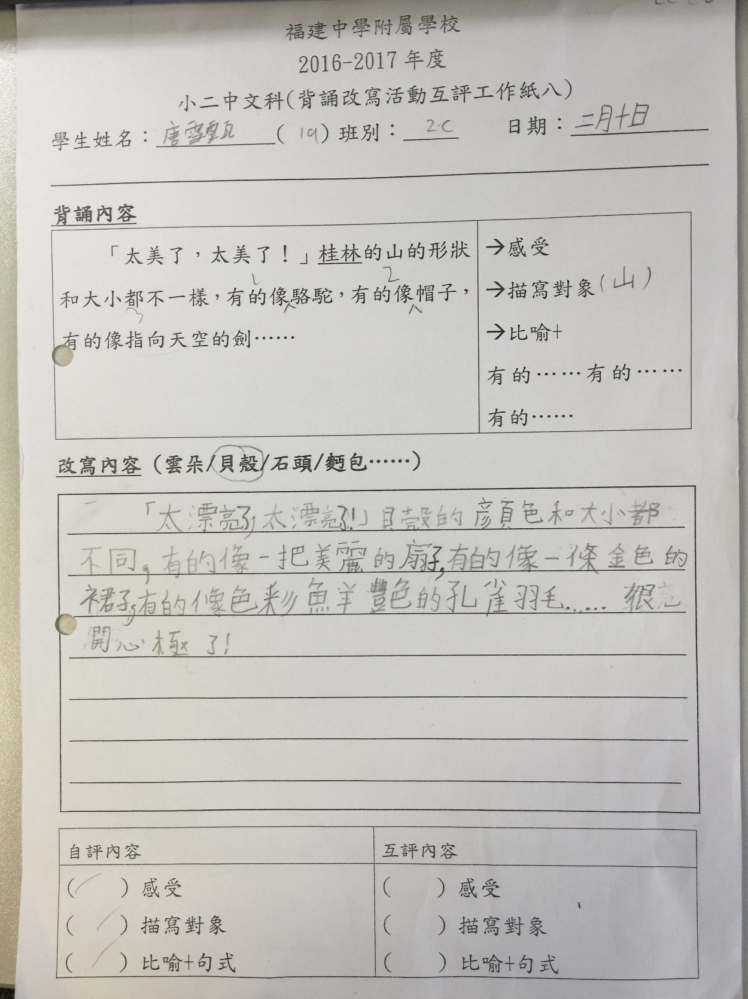 福建中學附屬學校
2016-2017 年度
小二中文科(背誦改寫活動互評工作紙八)
學生姓名：唐雪甄(19)班別：2.C 日期：二月十日
背誦內容
「太美了，太美了！」桂林的山的形狀
和大小都不一樣，有的像駱駝，有的像帽子，
有的像指向天空的劍……
1
2
3
→感受
→描寫對象(山)
→比喻+
有的……有的……
有的……
改寫內容（雲朵/貝殼/石頭/麪包……）
「太漂亮了,太漂亮了!」貝殼的顏色和大小都
不同,有的像一把美麗的扇子,有的像一條金色的
裙子,有的像色彩魚羊豐色的孔雀羽毛……
開心極了!
自評內容
(✓)感受
(✓)描寫對象
(✓)比喻+句式
互評內容
( )感受
( )描寫對象
( )比喻+句式